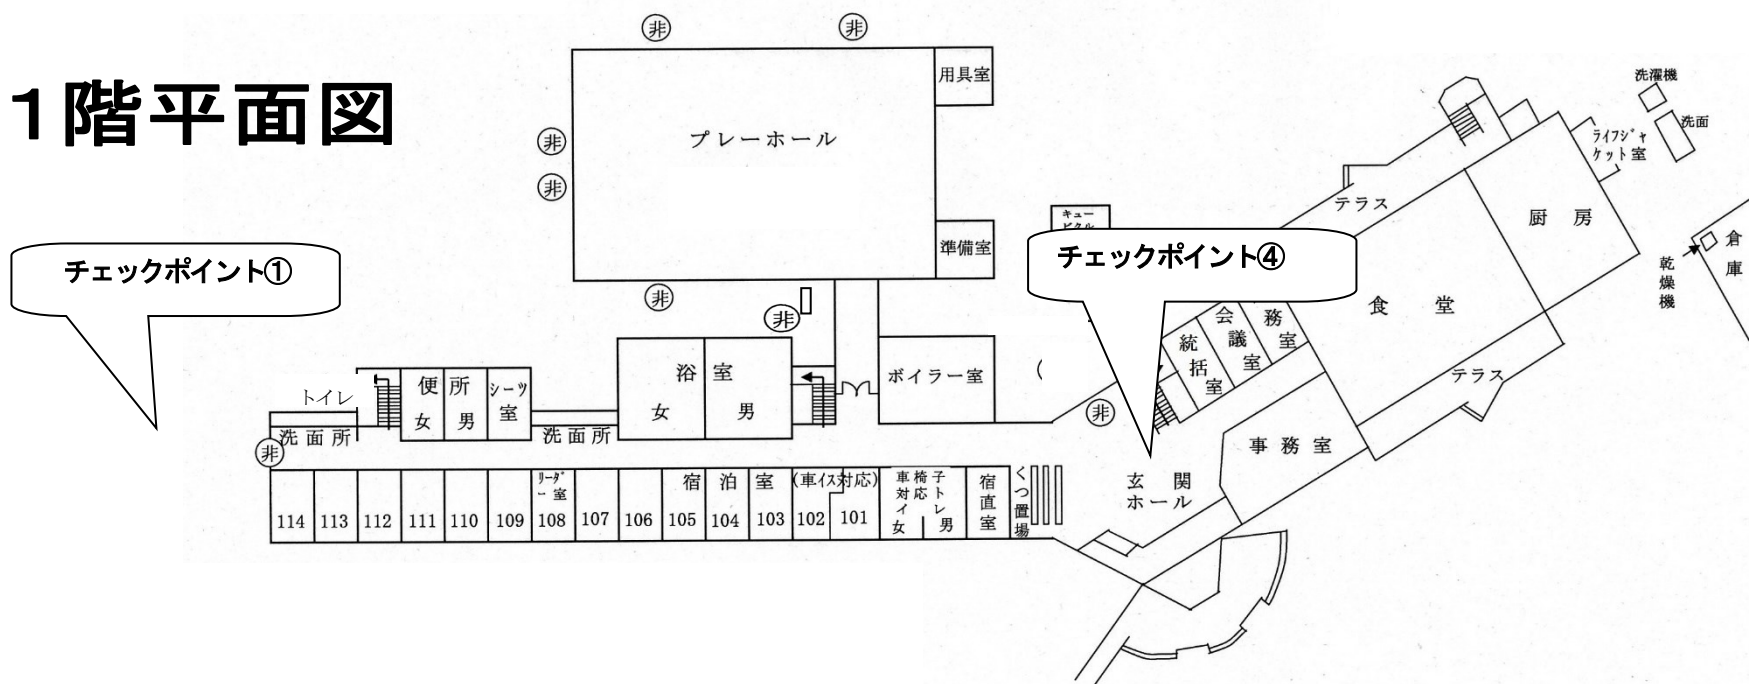 1階平面図
非
非
用具室
プレーホール
非
非
準備室
非
非
キュー
ビクル
チェックポイント①
チェックポイント④
洗濯機
洗面
ライフジャ
ケット室
テラス
厨房
倉庫
乾燥機
食堂
務室
会議室
統括室
テラス
事務室
非
玄関
ホール
トイレ
洗面所
非
便所
女 男
シーツ室
洗面所
浴室
女 男
ボイラー室
宿泊室
(車イス対応)
リーダー室
114 113 112 111 110 109 108 107 106 105 104 103 102 101
車椅子
対応トイレ
女 男
宿直室
くつ置場